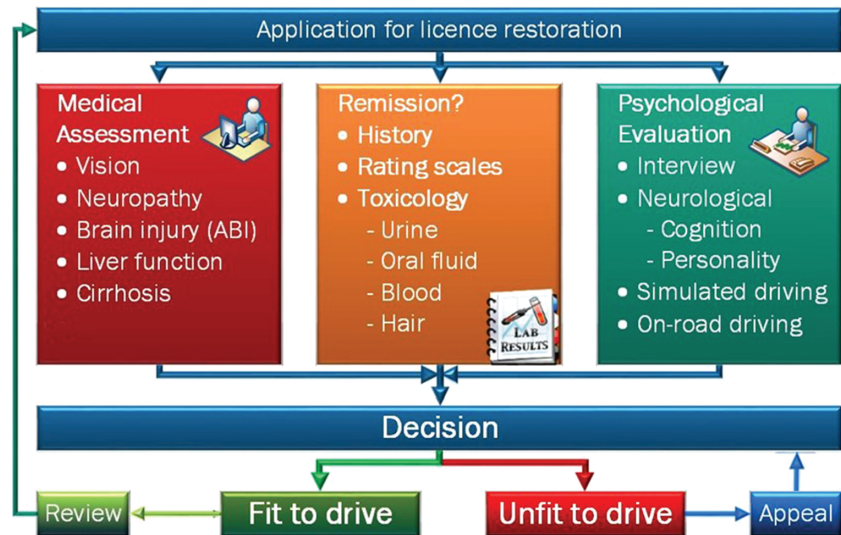 Application for licence restoration
Medical
Assessment
• Vision
• Neuropathy
• Brain injury (ABI)
• Liver function
• Cirrhosis
Remission?
• History
• Rating scales
• Toxicology
- Urine
- Oral fluid
- Blood
- Hair
LAB
RESULTS
Psychological
Evaluation
• Interview
• Neurological
- Cognition
- Personality
• Simulated driving
• On-road driving
Decision
Review
Fit to drive
Unfit to drive
Appeal